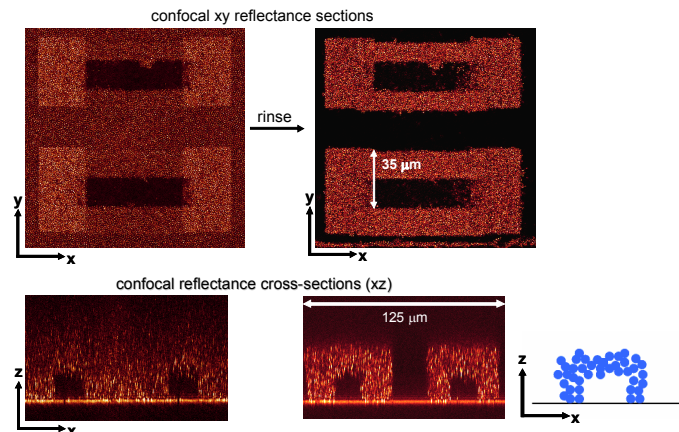 confocal xy reflectance sections
rinse
35 μm
y
x
y
x
confocal reflectance cross-sections (xz)
125 μm
z
x
z
x